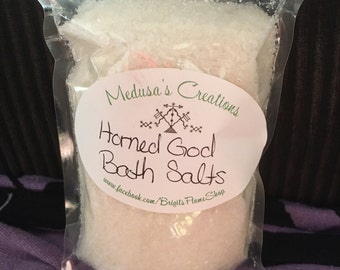 Medusa's Creations
Horned God
Bath Salts
www.facebook.com/BrigitsFlameShop